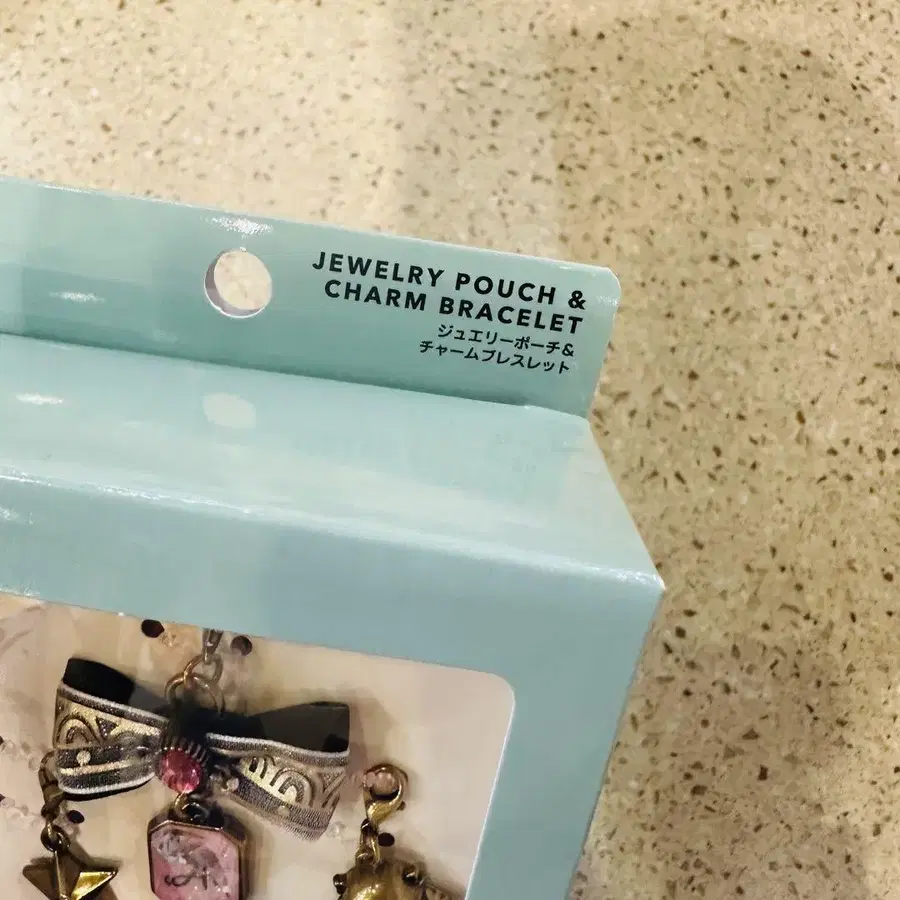 JEWELRY POUCH &
CHARM BRACELET
ジュエリーポーチ&
チャームブレスレット